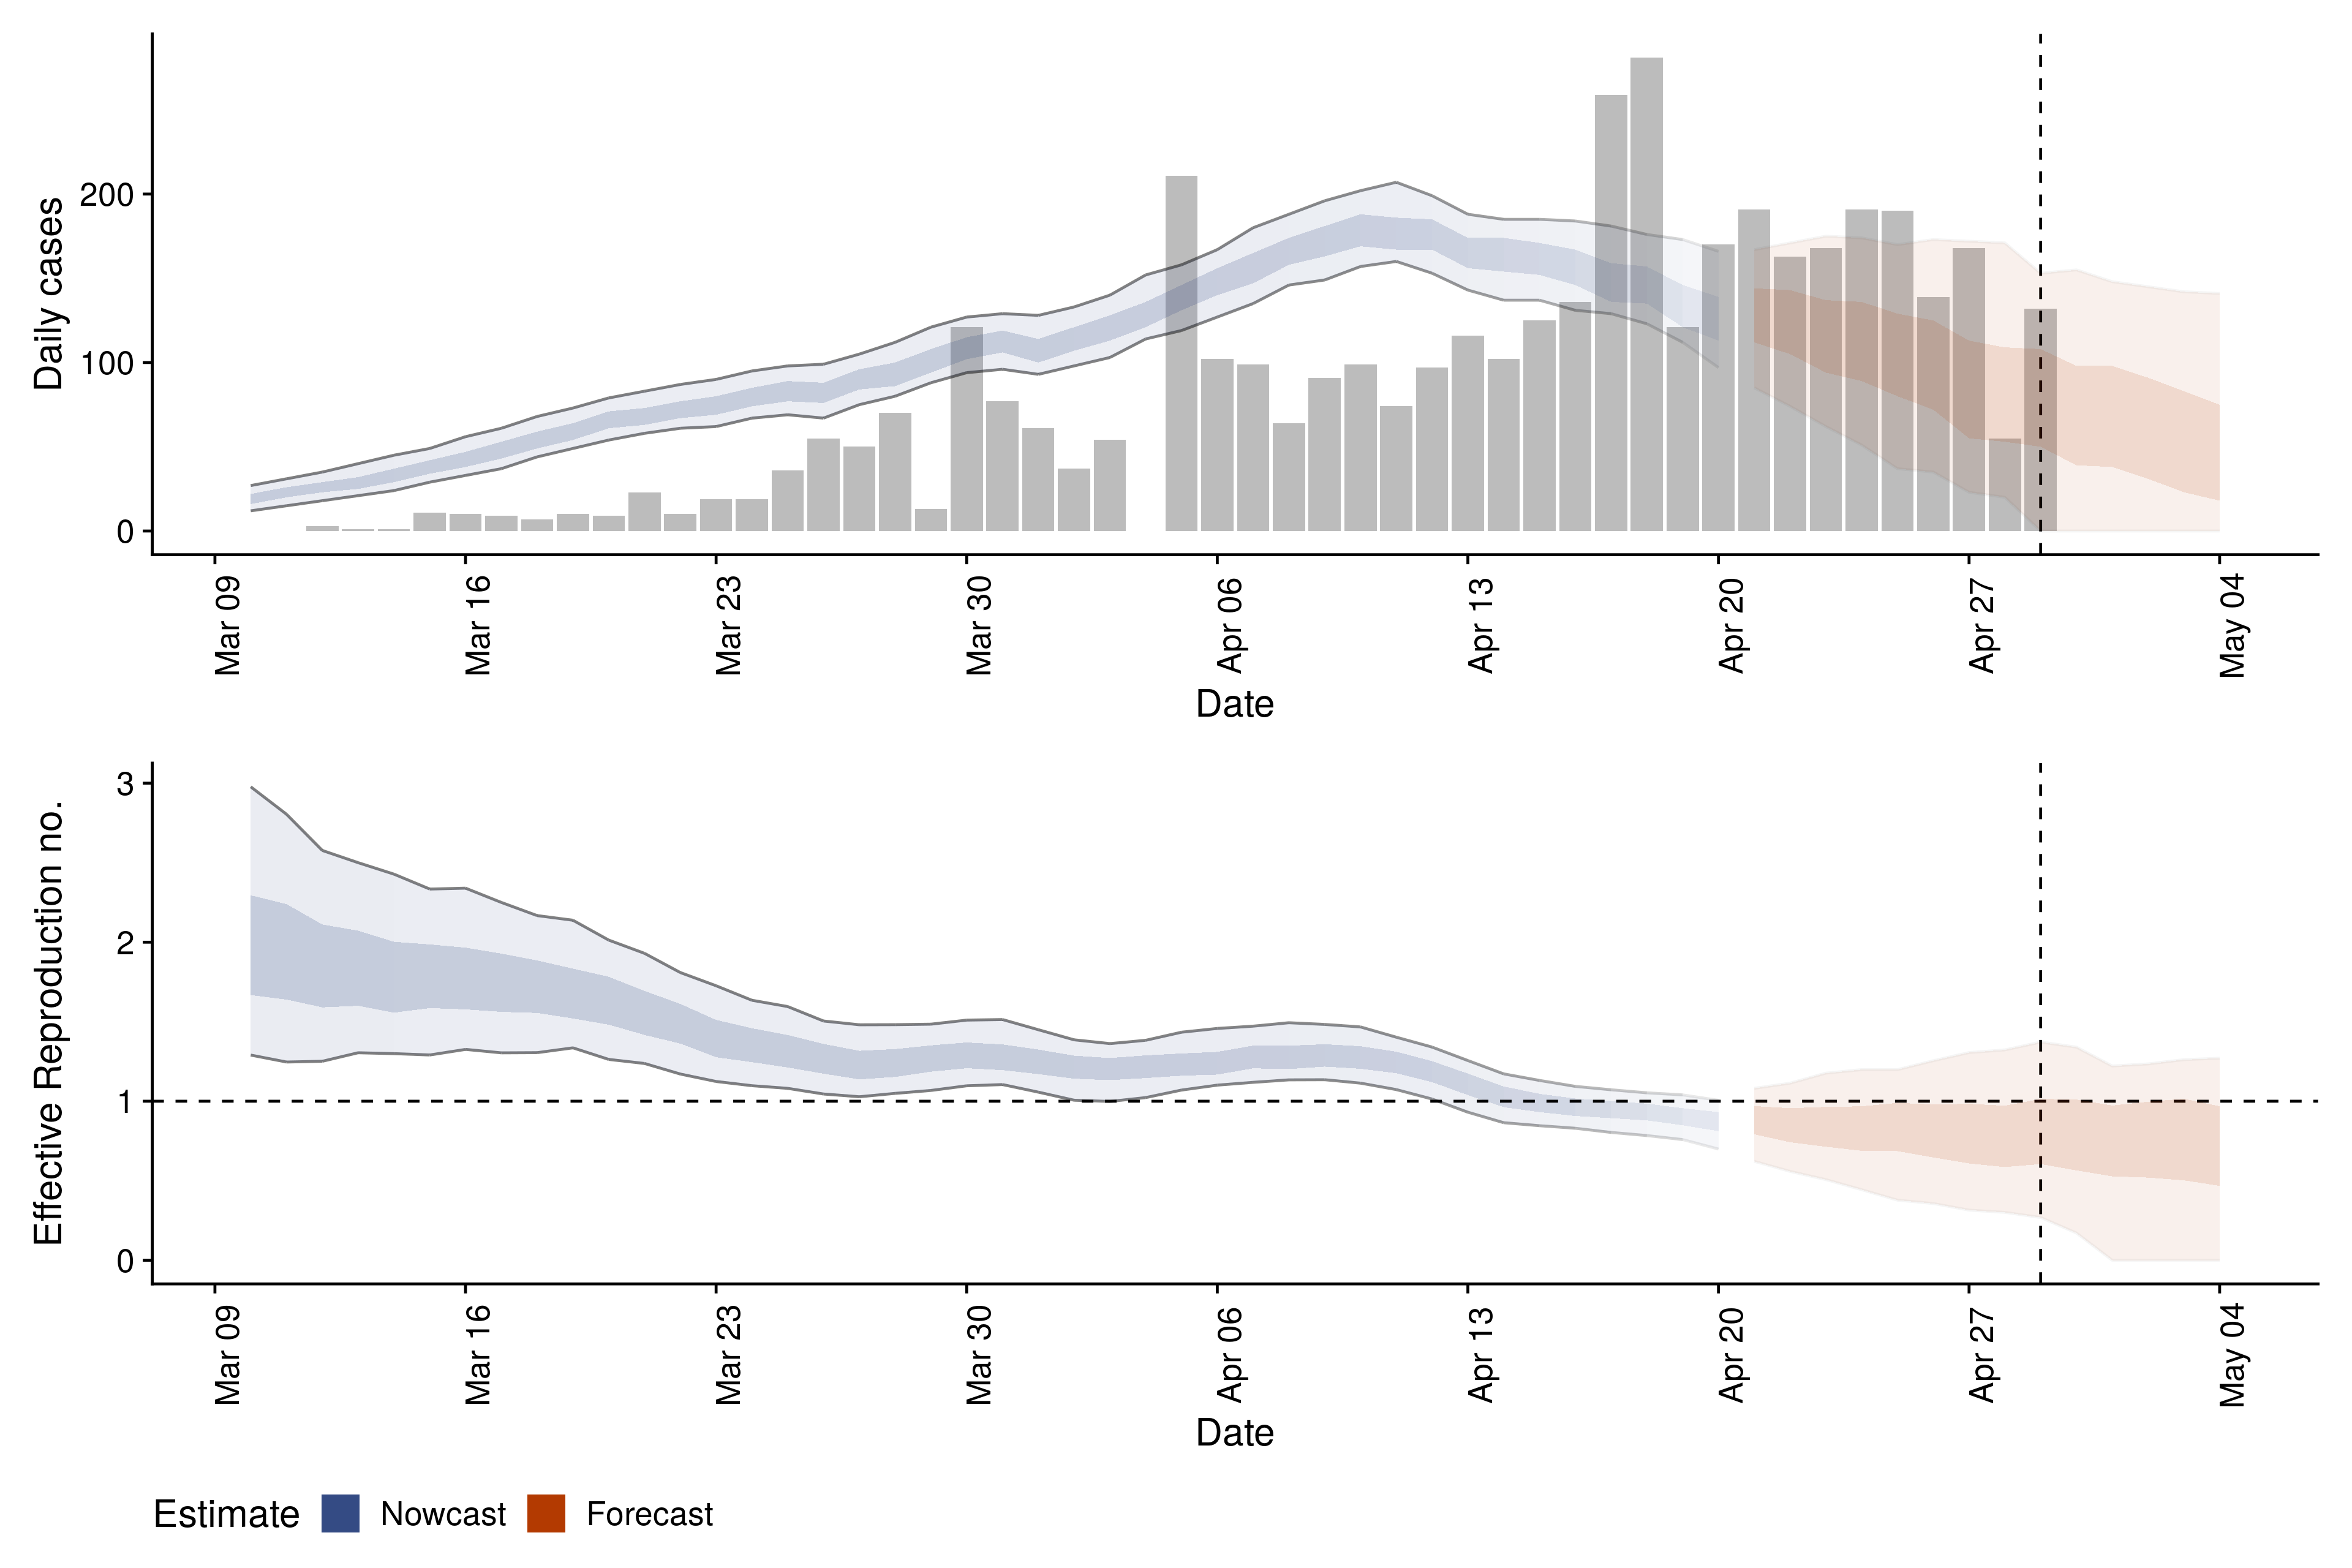 Daily cases
200
100
0
Mar 09
Mar 16
Mar 23
Mar 30
Apr 06
Apr 13
Apr 20
Apr 27
May 04
Date
Effective Reproduction no.
3
2
1
0
Mar 09
Mar 16
Mar 23
Mar 30
Apr 06
Apr 13
Apr 20
Apr 27
May 04
Date
Estimate Nowcast Forecast